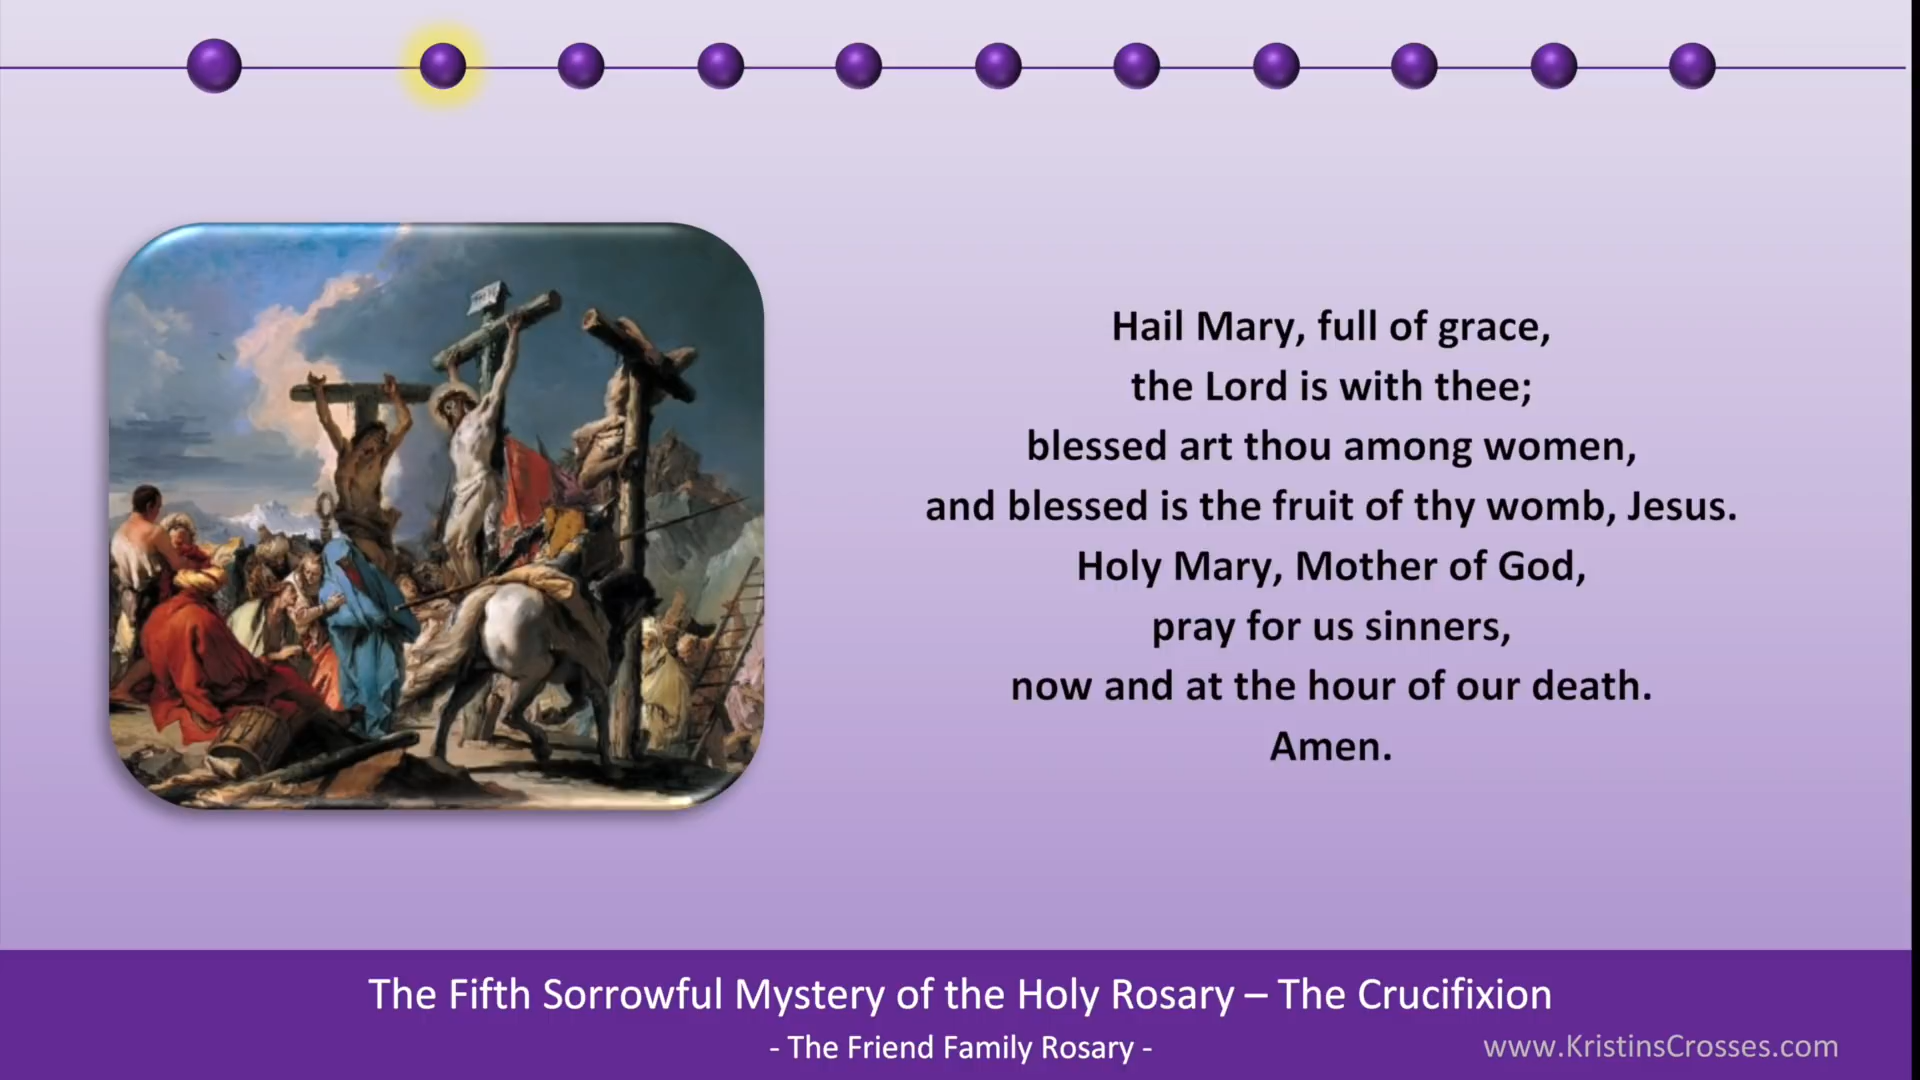 Hail Mary, full of grace,
the Lord is with thee;
blessed art thou among women,
and blessed is the fruit of thy womb, Jesus.
Holy Mary, Mother of God,
pray for us sinners,
now and at the hour of our death.
Amen.
The Fifth Sorrowful Mystery of the Holy Rosary – The Crucifixion
- The Friend Family Rosary -
www.KristinsCrosses.com